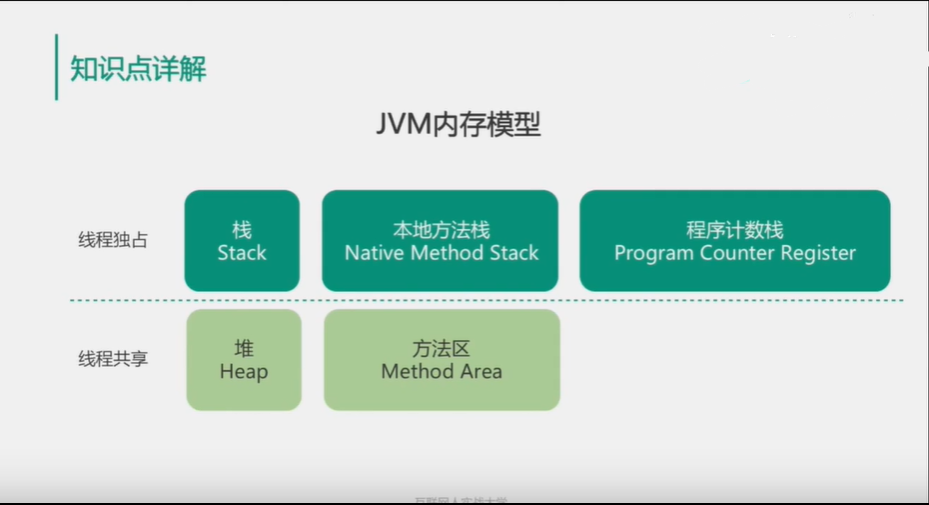 知识点详解
JVM内存模型
线程独占
栈
Stack
本地方法栈
Native Method Stack
程序计数栈
Program Counter Register
线程共享
堆
Heap
方法区
Method Area